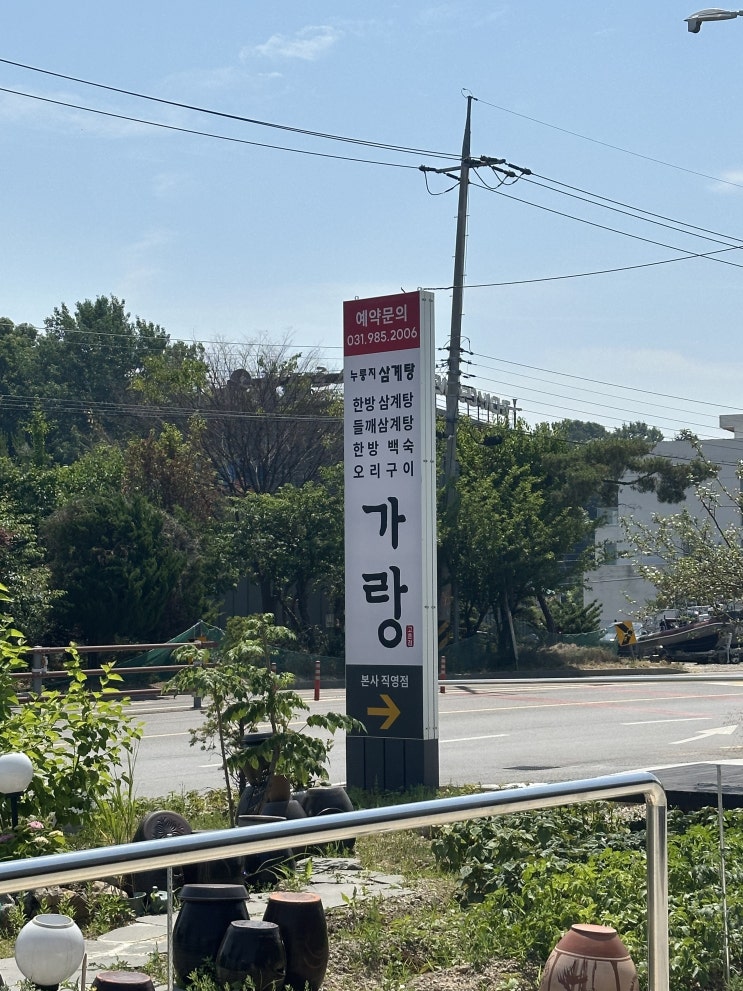 예약문의
031.985.2006
누룽지 삼계탕
한방 삼계탕
들깨삼계탕
한방 백숙
오리구이
가
랑
본사 직영점